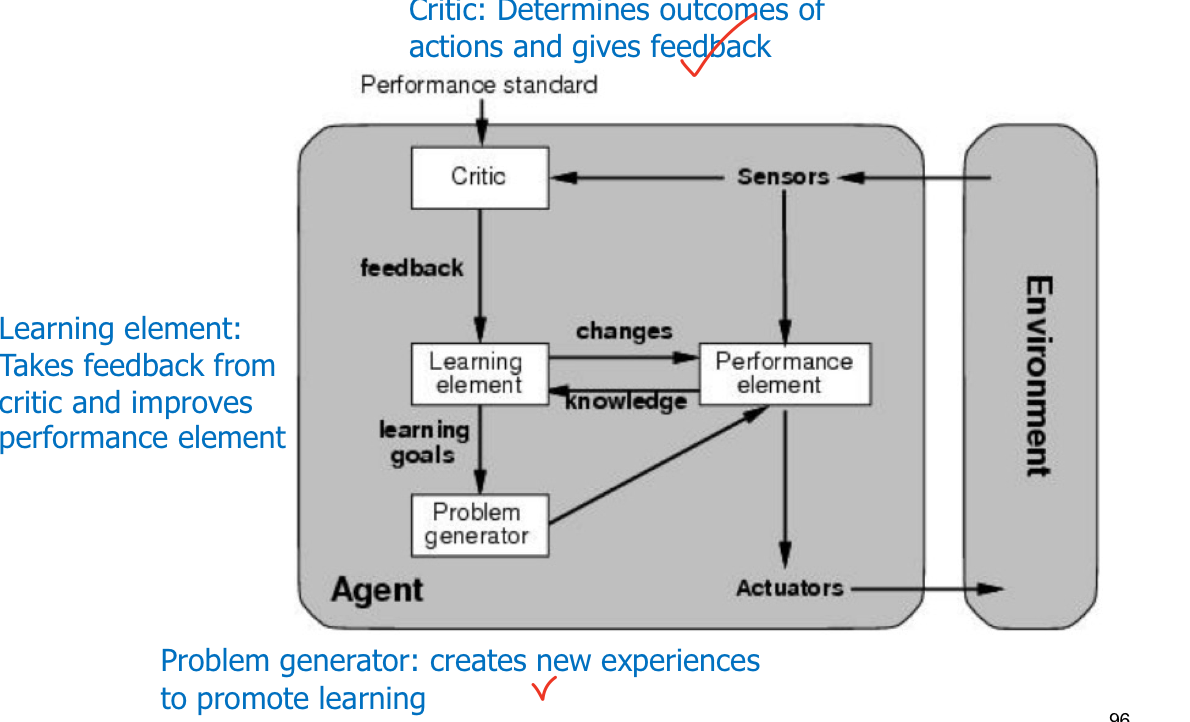 Critic: Determines outcomes of
actions and gives feedback
Performance standard
Critic
Sensors
feedback
changes
Learning
element
Performance
element
knowledge
learning
goals
Problem
generator
Agent
Actuators
Environment
Learning element:
Takes feedback from
critic and improves
performance element
Problem generator: creates new experiences
to promote learning
96